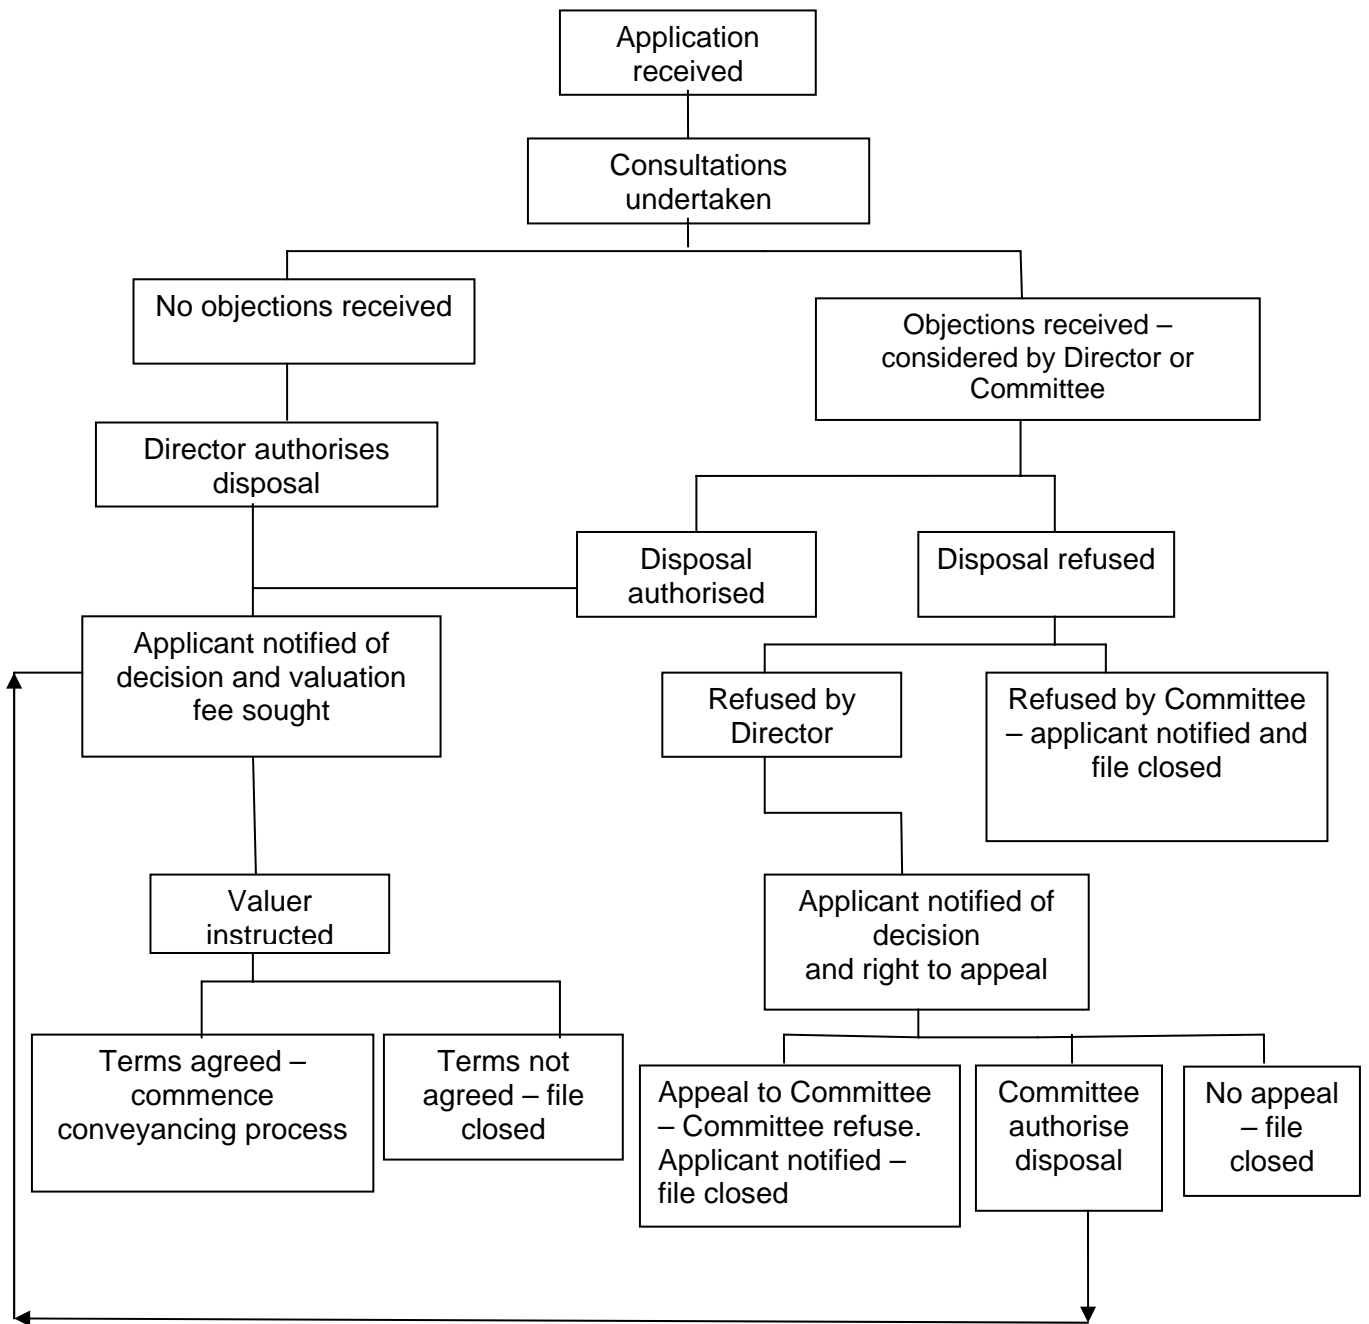 Application
received
Consultations
undertaken
No objections received
Objections received –
considered by Director or
Committee
Director authorises
disposal
Disposal
authorised
Disposal refused
Applicant notified of
decision and valuation
fee sought
Refused by
Director
Refused by Committee
– applicant notified and
file closed
Valuer
instructed
Applicant notified of
decision
and right to appeal
Terms agreed –
commence
conveyancing process
Terms not
agreed – file
closed
Appeal to Committee
– Committee refuse.
Applicant notified –
file closed
Committee
authorise
disposal
No appeal
– file
closed